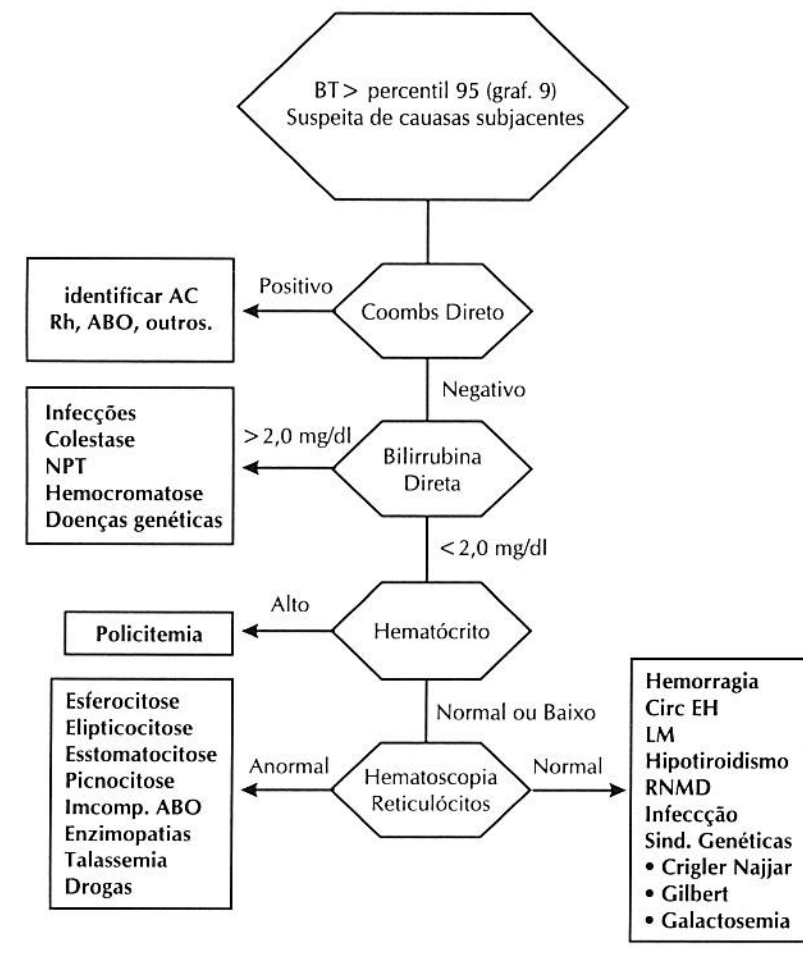 BT > percentil 95 (graf. 9)
Suspeita de cauasas subjacentes
Positivo
Coombs Direto
identificar AC
Rh, ABO, outros.
Negativo
> 2,0 mg/dl
Bilirrubina
Direta
Infecções
Colestase
NPT
Hemocromatose
Doenças genéticas
< 2,0 mg/dl
Alto
Hematócrito
Policitemia
Normal ou Baixo
Anormal
Hematoscopia
Reticulócitos
Normal
Esferocitose
Elipticocitose
Esstomatocitose
Picnocitose
Imcomp. ABO
Enzimopatias
Talassemia
Drogas
Hemorragia
Circ EH
LM
Hipotiroidismo
RNMD
Infeccção
Sind. Genéticas
• Crigler Najjar
• Gilbert
• Galactosemia